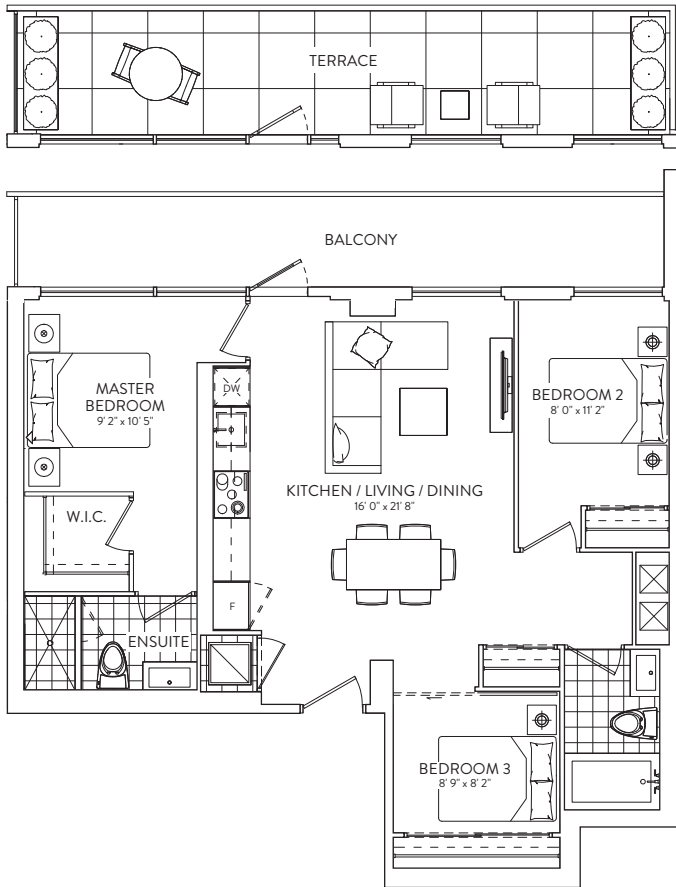 TERRACE
BALCONY
MASTER
BEDROOM
9' 2" x 10' 5"
DW
BEDROOM 2
8' 0" x 11' 2"
KITCHEN / LIVING / DINING
16' 0" x 21' 8"
W.I.C.
F
ENSUITE
BEDROOM 3
8' 9" x 8' 2"